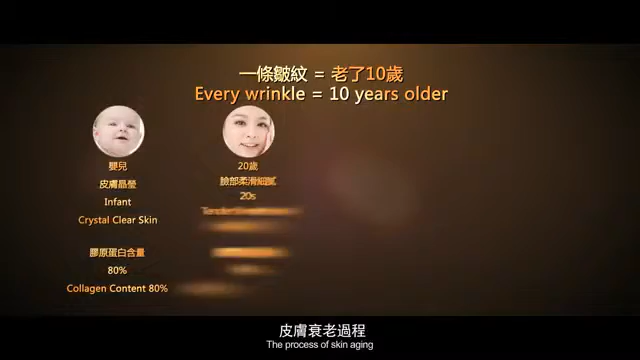 一條皺紋 = 老了10歲
Every wrinkle = 10 years older
嬰兒
皮膚晶瑩
Infant
Crystal Clear Skin
膠原蛋白含量
80%
Collagen Content 80%
20歲
臉部柔滑細膩
20s
皮膚衰老過程
The process of skin aging